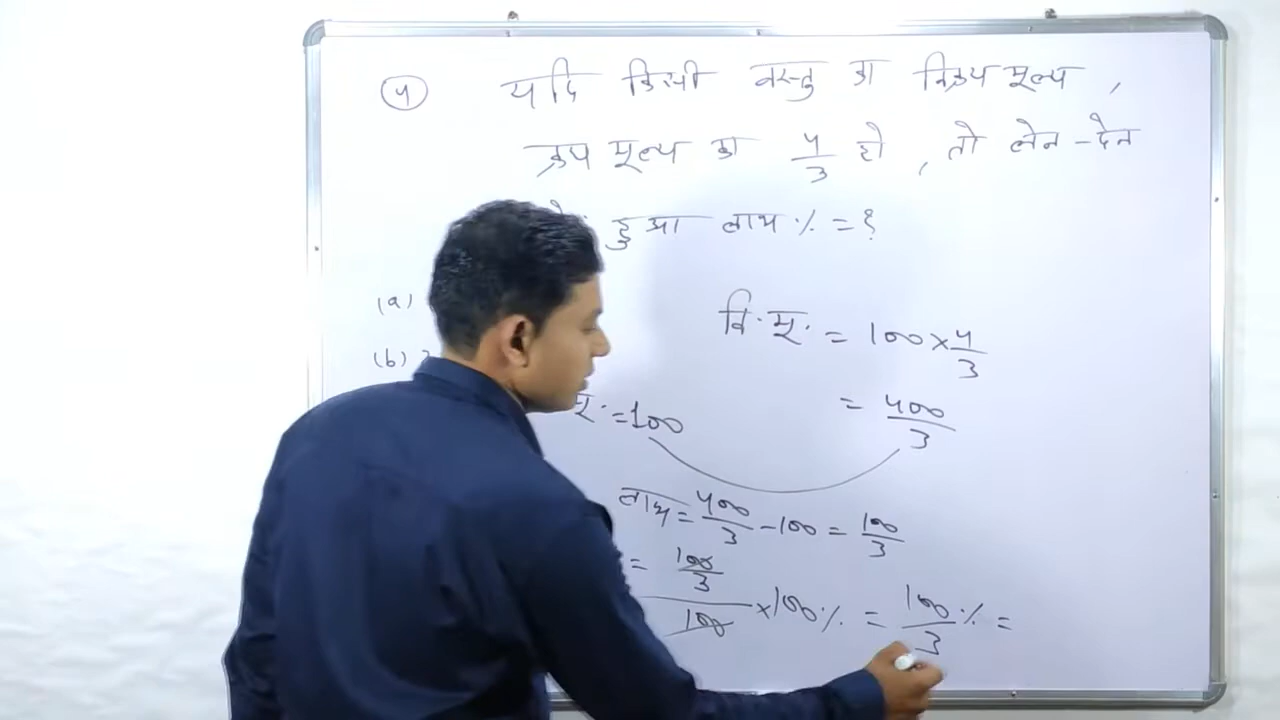 (4) यदि किसी वस्तु का विक्रय मूल्य ,
क्रय मूल्य का 4/3 हो , तो लेन-देन
हुआ लाभ % = ?
(a)
(b)
वि. मू. = 100 × 4/3
= 400/3
= 100
लाभ = 400/3 - 100 = 100/3
= 100/3 / 100 × 100 % = 100/3 % =